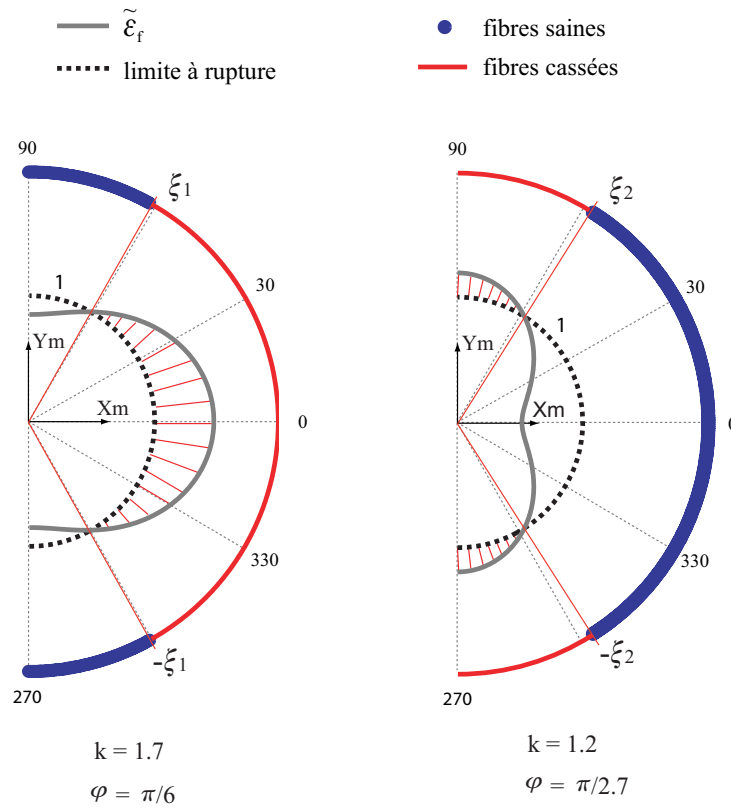 ε̃f
limite à rupture
fibres saines
fibres cassées
90
ξ1
30
1
Ym
Xm
0
330
-ξ1
270
k = 1.7
φ = π/6
90
ξ2
30
1
Ym
Xm
0
330
-ξ2
270
k = 1.2
φ = π/2.7